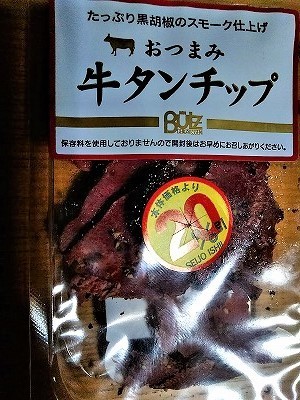 たっぷり黒胡椒のスモーク仕上げ
おつまみ
牛タンチップ
BÜtz
保存料を使用しておりませんので開封後はお早めにお召しあがりください。
本体価格より
20%引
SEIJO ISHII